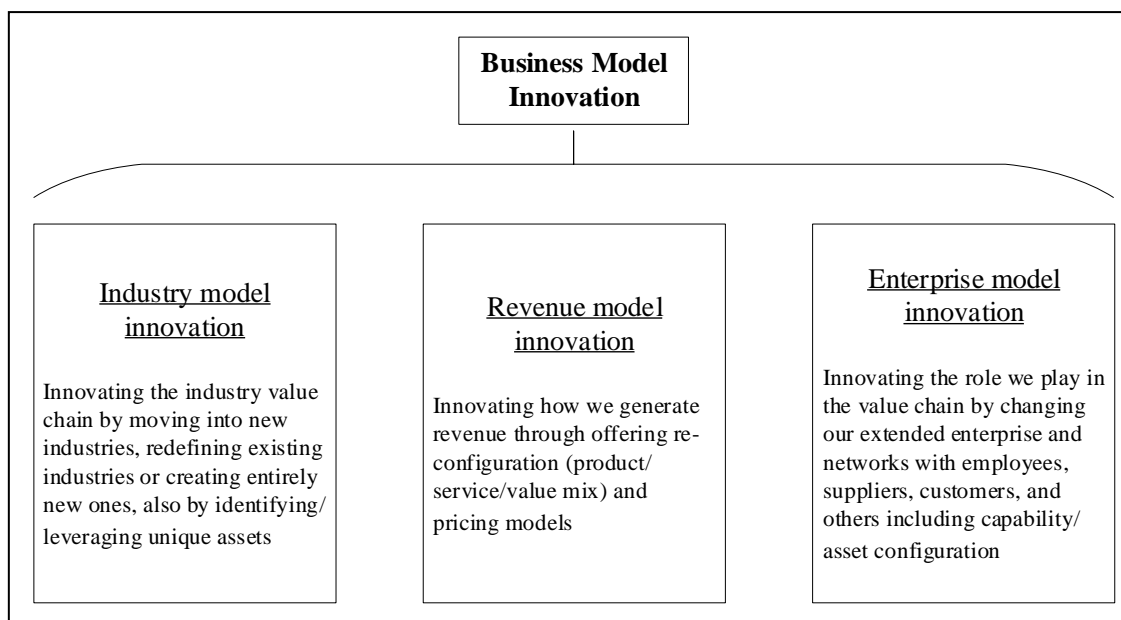 Business Model
Innovation
Industry model
innovation
Innovating the industry value
chain by moving into new
industries, redefining existing
industries or creating entirely
new ones, also by identifying/
leveraging unique assets
Revenue model
innovation
Innovating how we generate
revenue through offering re-
configuration (product/
service/value mix) and
pricing models
Enterprise model
innovation
Innovating the role we play in
the value chain by changing
our extended enterprise and
networks with employees,
suppliers, customers, and
others including capability/
asset configuration